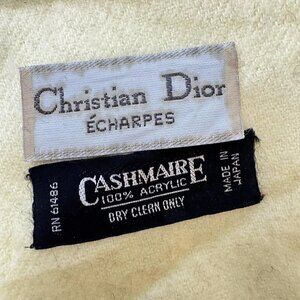 Christian Dior
ÉCHARPES
RN 61486
CASHMAIRE
100% ACRYLIC
DRY CLEAN ONLY
MADE IN
JAPAN